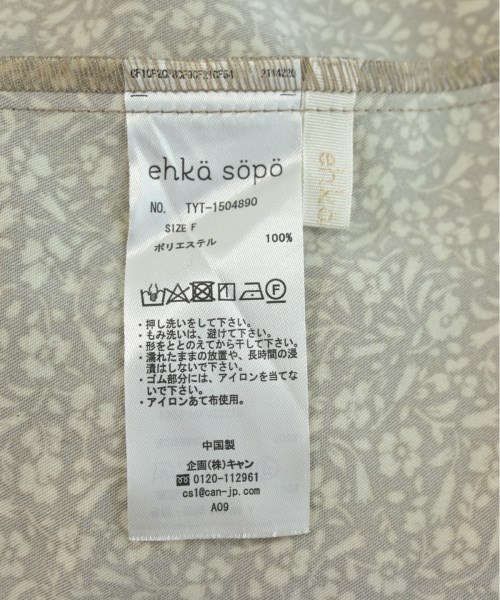 2114220
ehkä söpö
ehkä
NO. TYT-1504890
SIZE F
ポリエステル 100%
・押し洗いをして下さい。
・もみ洗いは、避けて下さい。
・形をととのえてから干して下さい。
・濡れたままの放置や、長時間の浸
漬はしないで下さい。
・ゴム部分には、アイロンを当てな
いで下さい。
・アイロンあて布使用。
中国製
企画(株)キャン
0120-112961
cs1@can-jp.com
A09